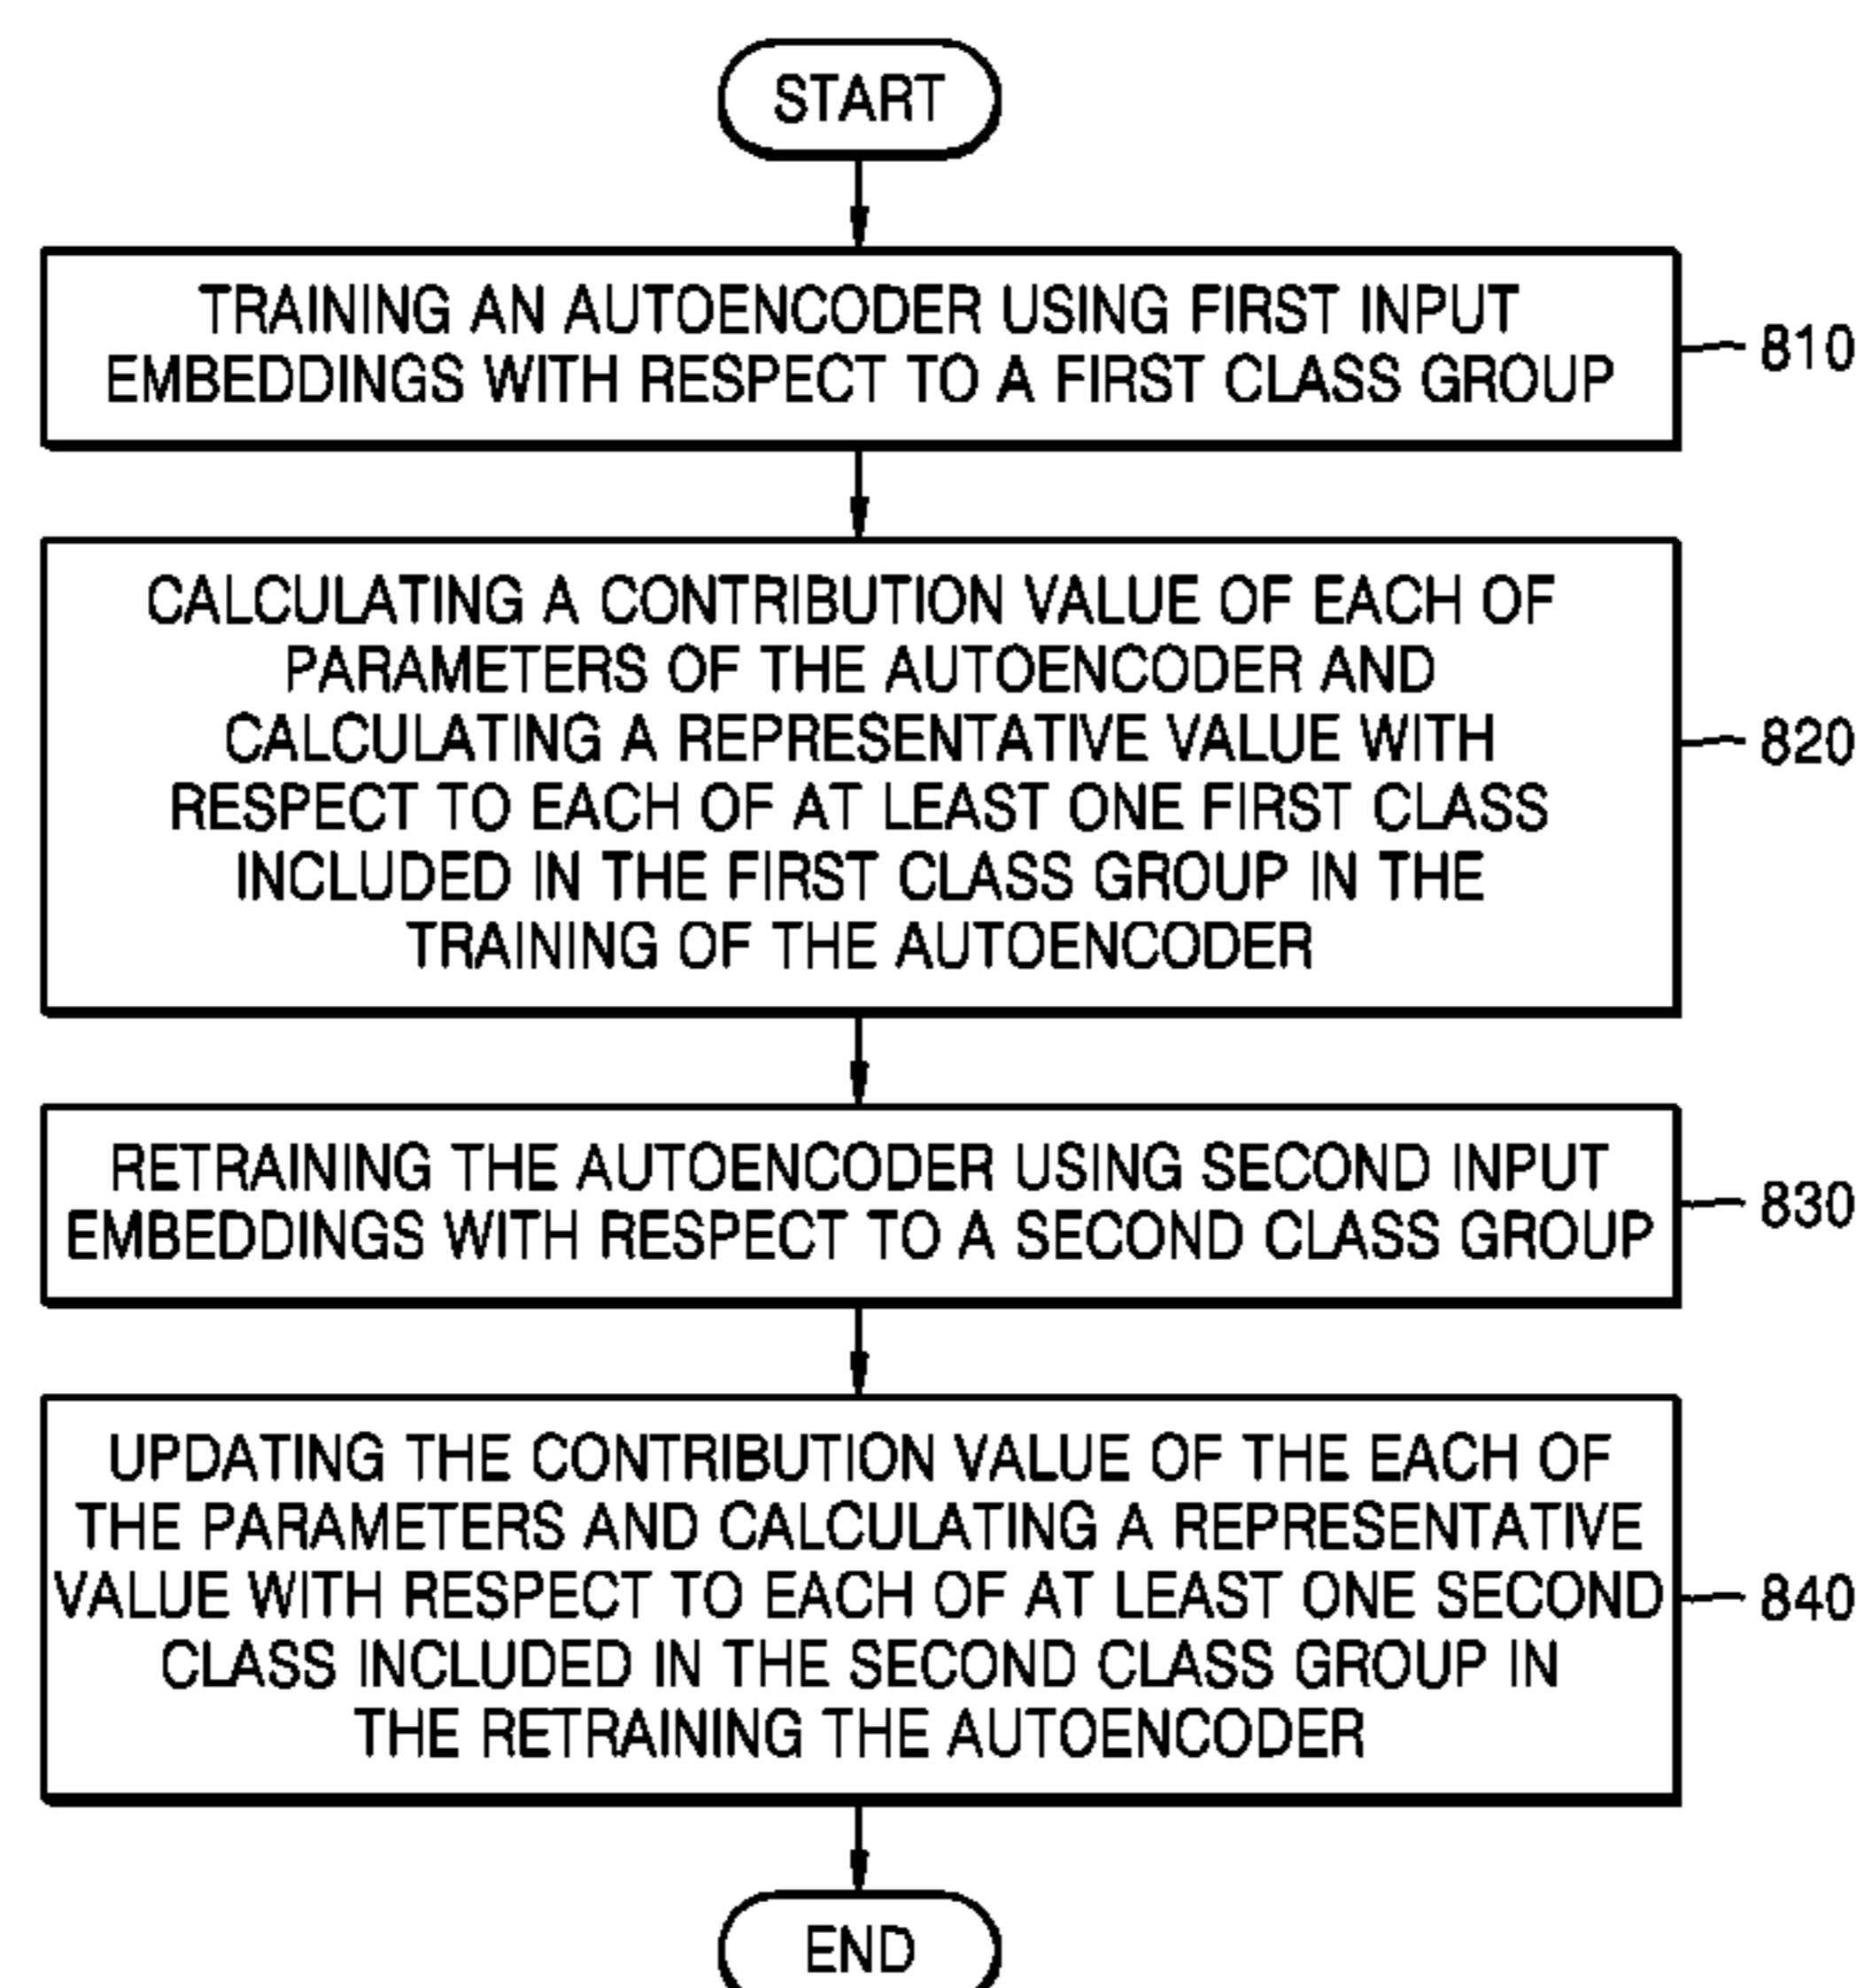 START
TRAINING AN AUTOENCODER USING FIRST INPUT
EMBEDDINGS WITH RESPECT TO A FIRST CLASS GROUP
810
CALCULATING A CONTRIBUTION VALUE OF EACH OF
PARAMETERS OF THE AUTOENCODER AND
CALCULATING A REPRESENTATIVE VALUE WITH
RESPECT TO EACH OF AT LEAST ONE FIRST CLASS
INCLUDED IN THE FIRST CLASS GROUP IN THE
TRAINING OF THE AUTOENCODER
820
RETRAINING THE AUTOENCODER USING SECOND INPUT
EMBEDDINGS WITH RESPECT TO A SECOND CLASS GROUP
830
UPDATING THE CONTRIBUTION VALUE OF THE EACH OF
THE PARAMETERS AND CALCULATING A REPRESENTATIVE
VALUE WITH RESPECT TO EACH OF AT LEAST ONE SECOND
CLASS INCLUDED IN THE SECOND CLASS GROUP IN
THE RETRAINING THE AUTOENCODER
840
END